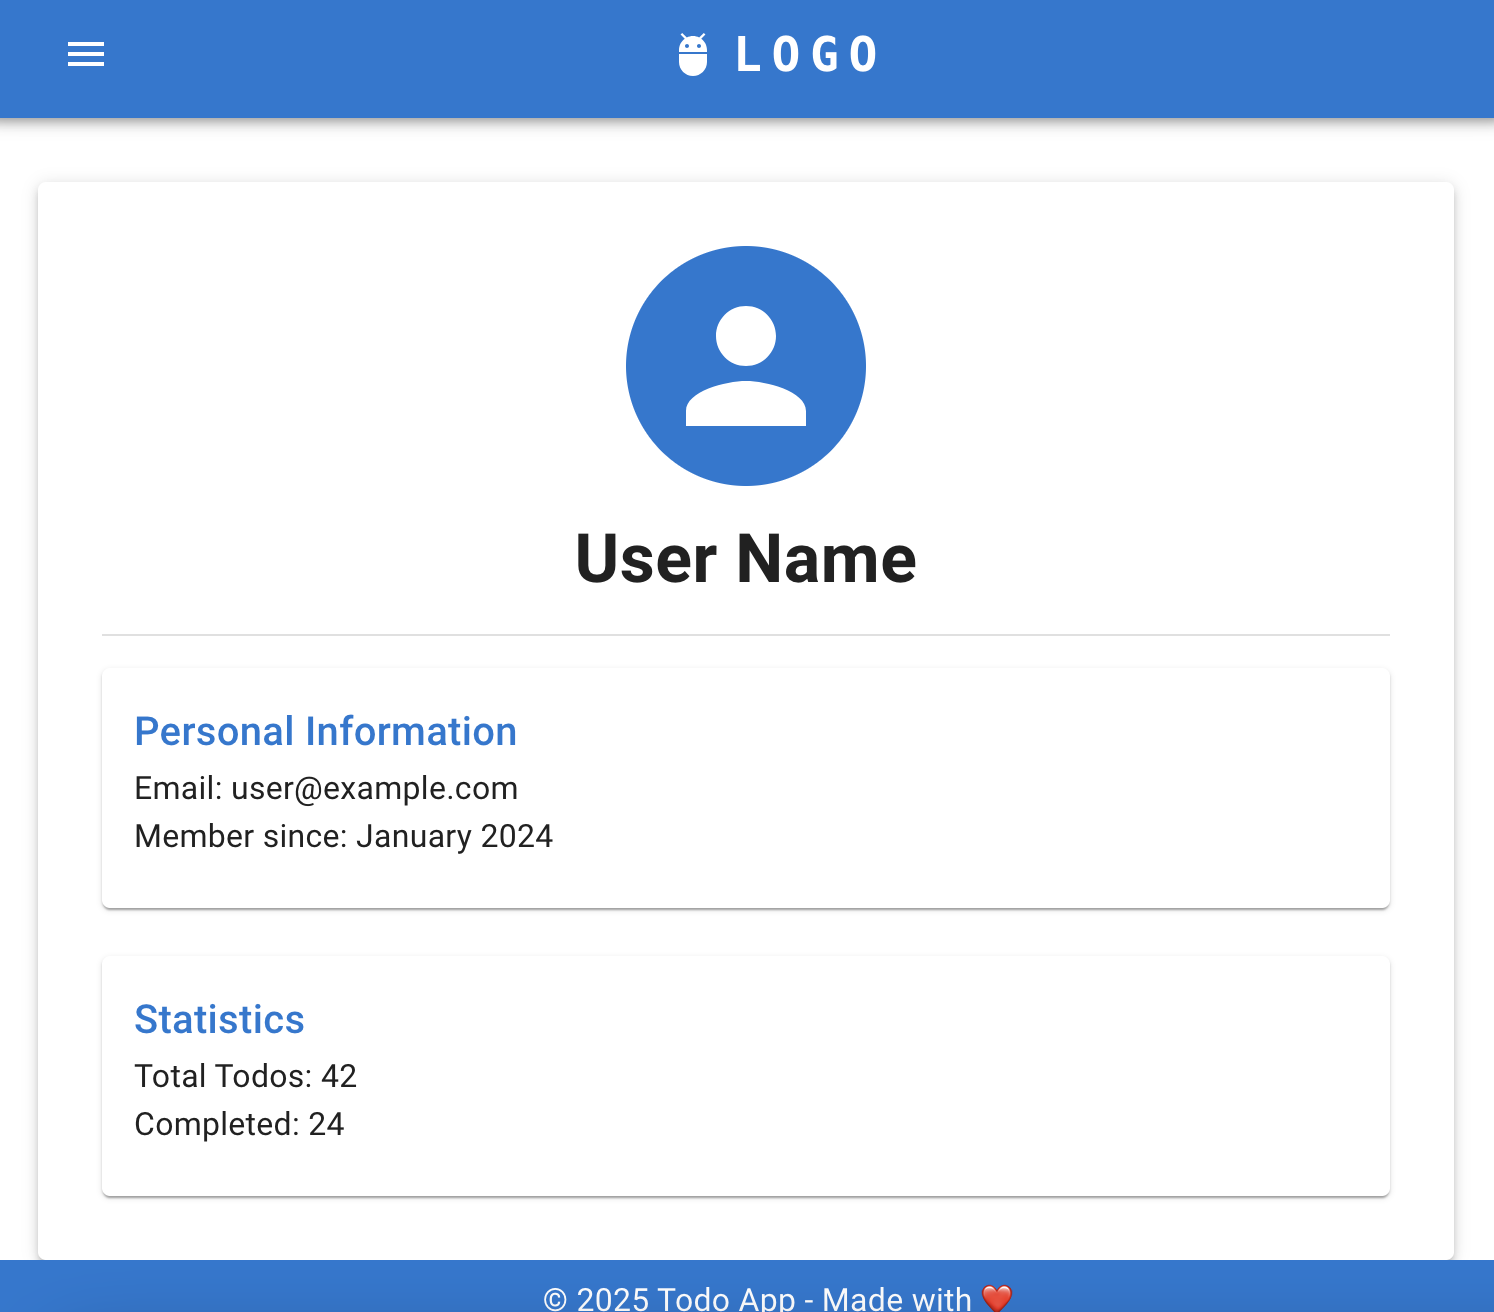 LOGO
User Name
Personal Information
Email: user@example.com
Member since: January 2024
Statistics
Total Todos: 42
Completed: 24
© 2025 Todo App - Made with ❤️